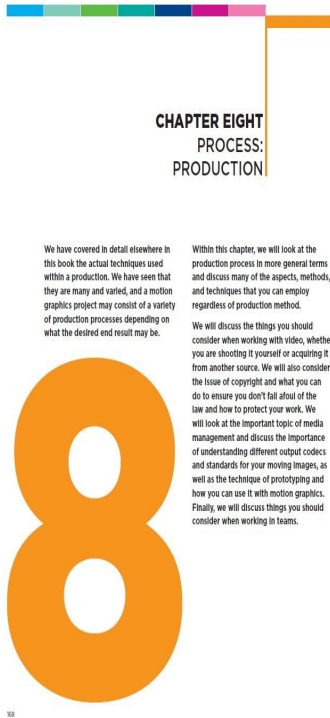 CHAPTER EIGHT
PROCESS:
PRODUCTION
We have covered in detail elsewhere in
this book the actual techniques used
within a production. We have seen that
they are many and varied, and a motion
graphics project may consist of a variety
of production processes depending on
what the desired end result may be.
Within this chapter, we will look at the
production process in more general terms
and discuss many of the aspects, methods,
and techniques that you can employ
regardless of production method.
We will discuss the things you should
consider when working with video, whethe
you are shooting it yourself or acquiring it
from another source. We will also consider
the issue of copyright and what you can
do to ensure you don't fall afoul of the
law and how to protect your work. We
will look at the important topic of media
management and discuss the importance
of understanding different output codecs
and standards for your moving images, as
well as the technique of prototyping and
how you can use it with motion graphics.
Finally, we will discuss things you should
consider when working in teams.
8
168